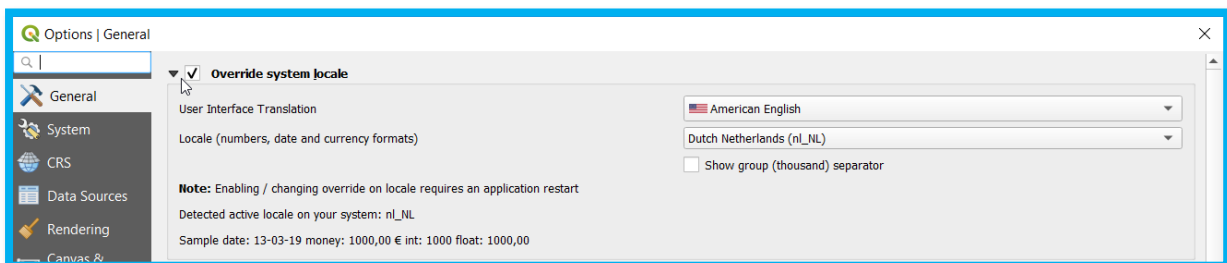 Options | General
General
System
CRS
Data Sources
Rendering
Canvas &
Override system locale
User Interface Translation
American English
Locale (numbers, date and currency formats)
Dutch Netherlands (nl_NL)
Show group (thousand) separator
Note: Enabling / changing override on locale requires an application restart
Detected active locale on your system: nl_NL
Sample date: 13-03-19 money: 1000,00 € int: 1000 float: 1000,00